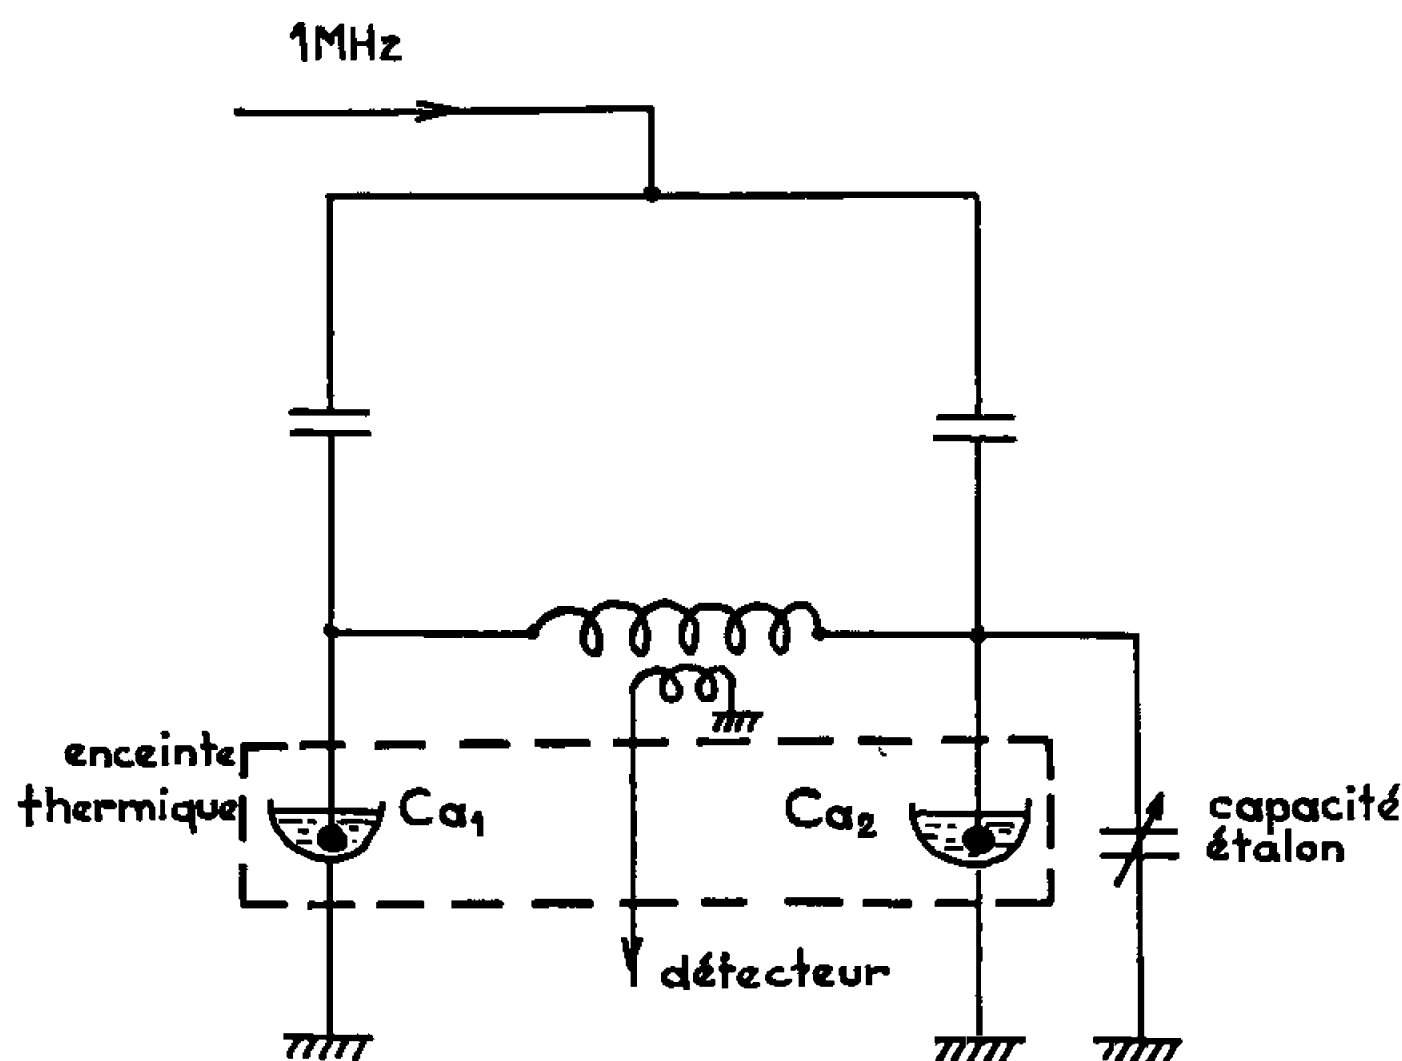 1MHz
enceinte
thermique
Ca1
Ca2
capacité
étalon
détecteur